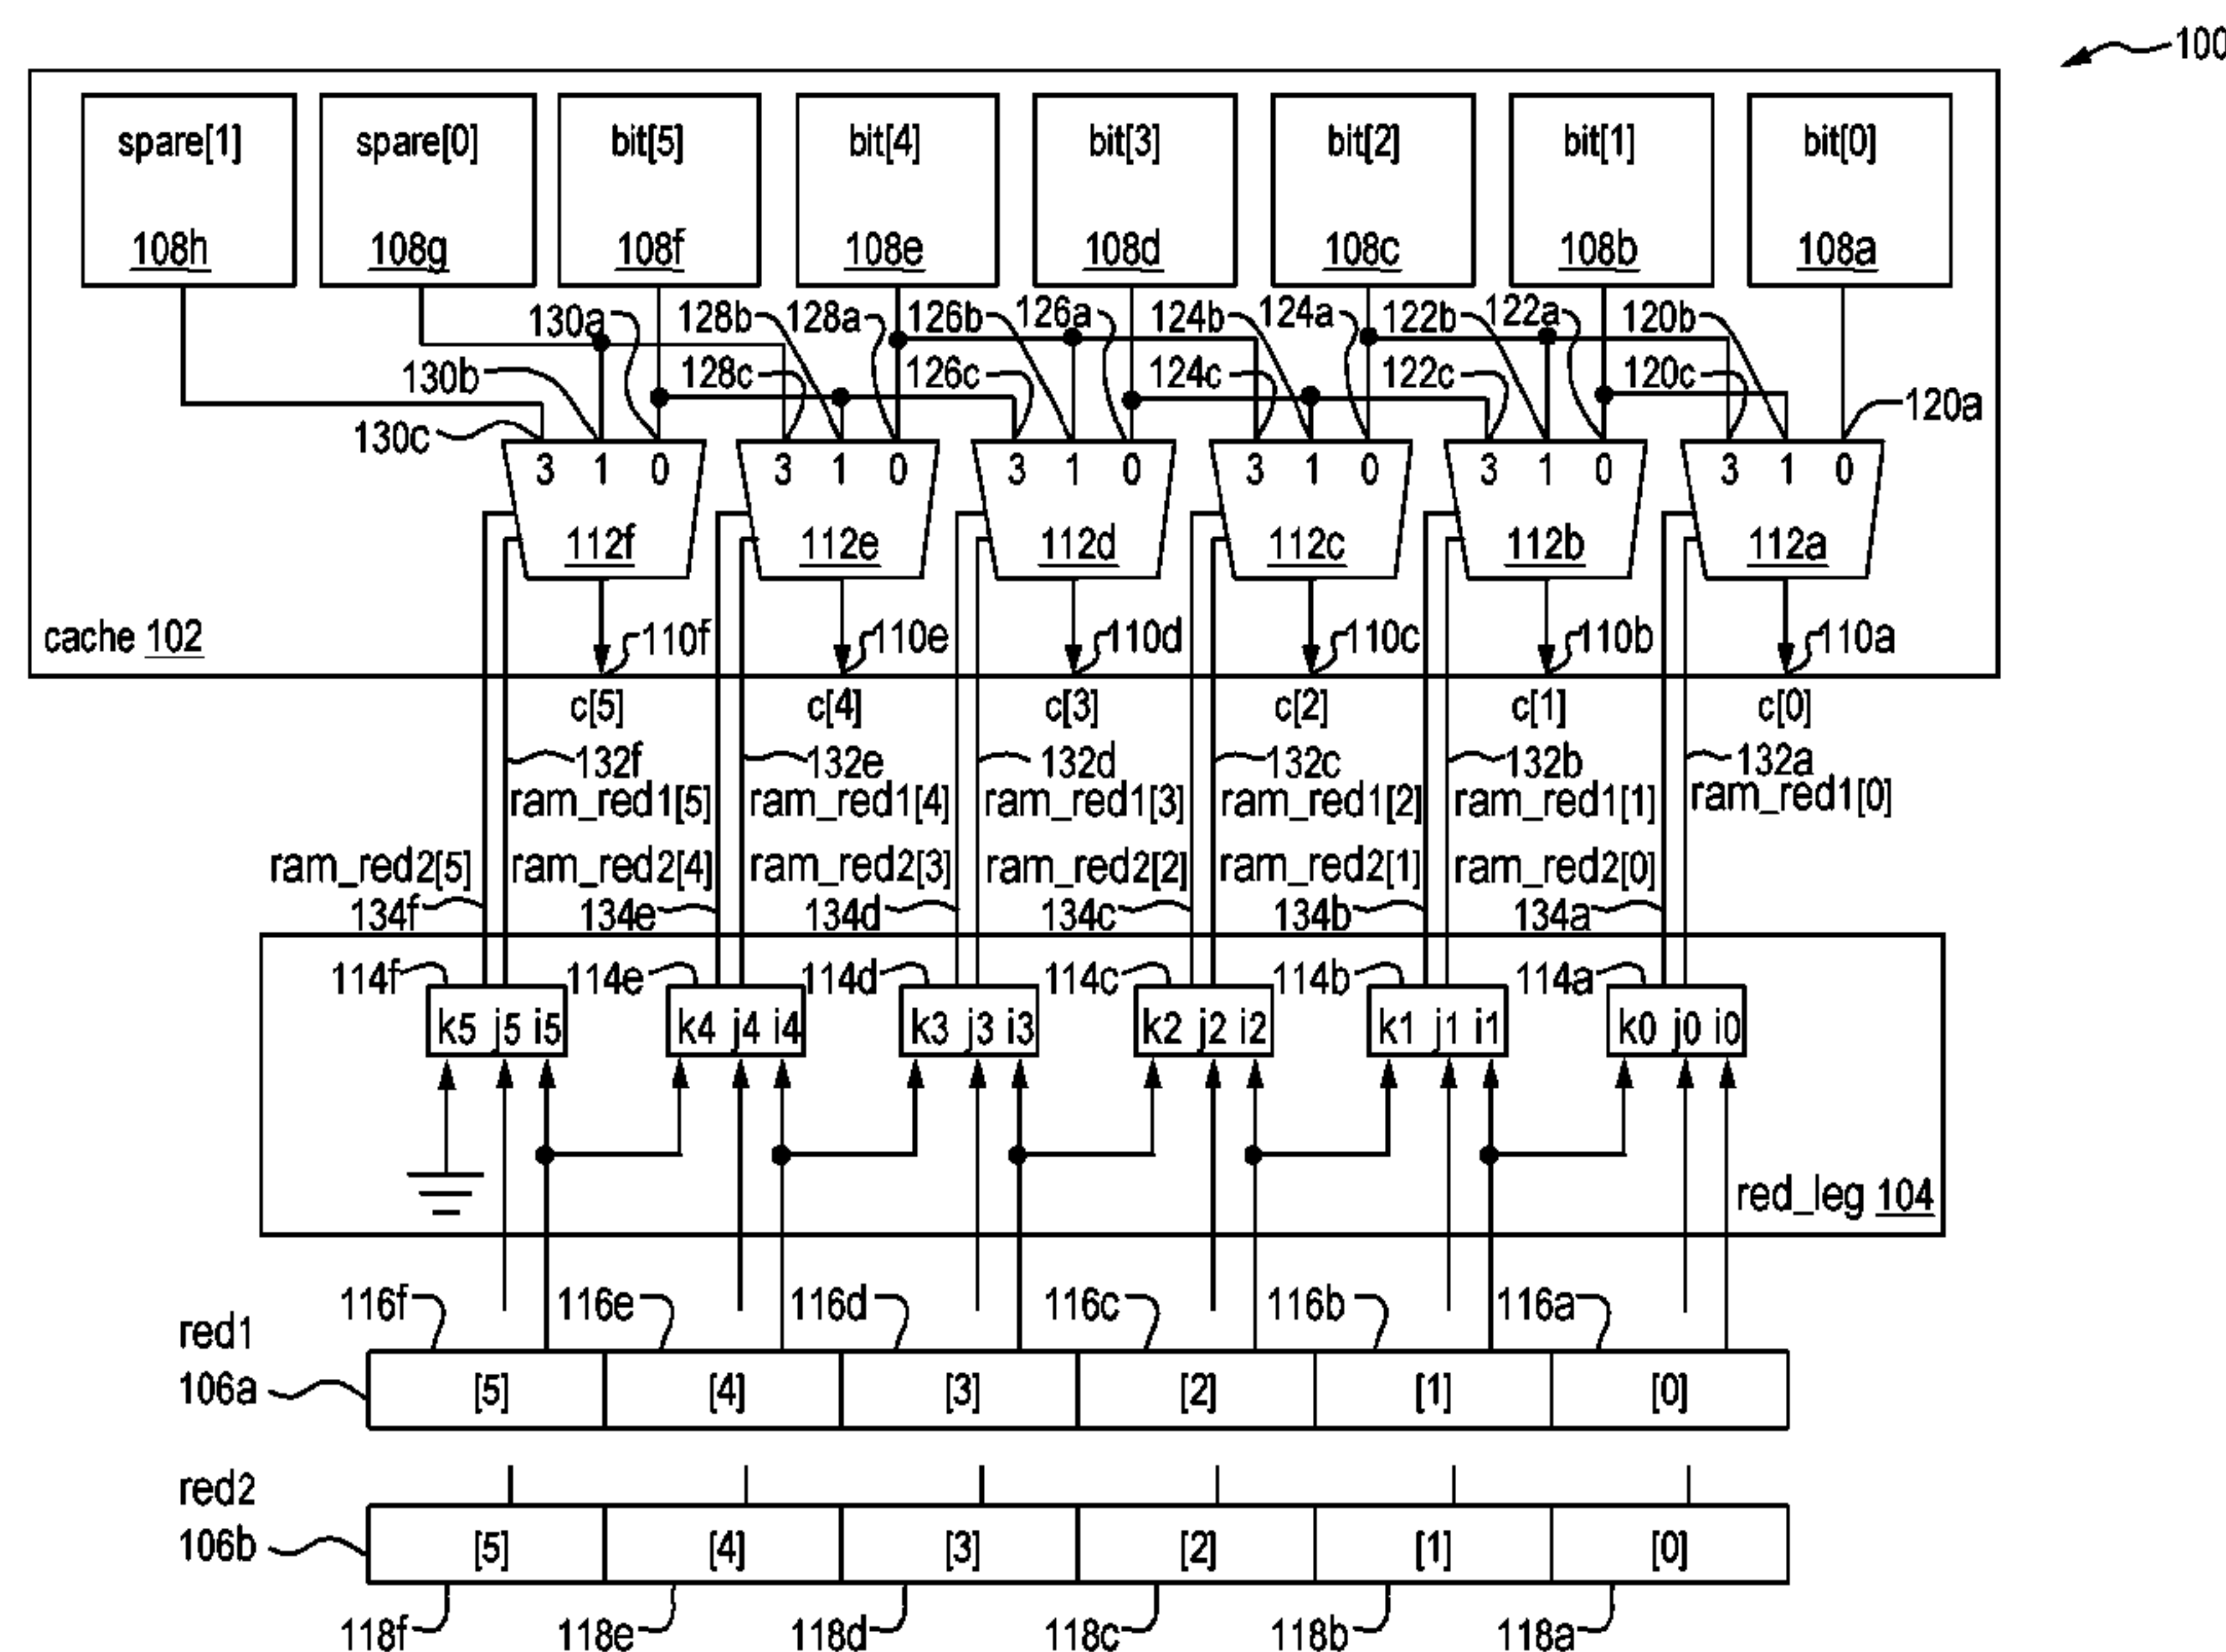 100
spare[1] spare[0] bit[5] bit[4] bit[3] bit[2] bit[1] bit[0]
108h 108g 108f 108e 108d 108c 108b 108a
130a 128b 128a 126b 126a 124b 124a 122b 122a 120b
130b 128c 126c 124c 122c 120c 120a
130c
3 1 0 3 1 0 3 1 0 3 1 0 3 1 0 3 1 0
112f 112e 112d 112c 112b 112a
cache 102 110f 110e 110d 110c 110b 110a
c[5] c[4] c[3] c[2] c[1] c[0]
132f 132e 132d 132c 132b 132a
ram_red1[5] ram_red1[4] ram_red1[3] ram_red1[2] ram_red1[1] ram_red1[0]
ram_red2[5] ram_red2[4] ram_red2[3] ram_red2[2] ram_red2[1] ram_red2[0]
134f 134e 134d 134c 134b 134a
114f 114e 114d 114c 114b 114a
k5 j5 i5 k4 j4 i4 k3 j3 i3 k2 j2 i2 k1 j1 i1 k0 j0 i0
red_leg 104
116f 116e 116d 116c 116b 116a
red1
106a [5] [4] [3] [2] [1] [0]
red2
106b [5] [4] [3] [2] [1] [0]
118f 118e 118d 118c 118b 118a